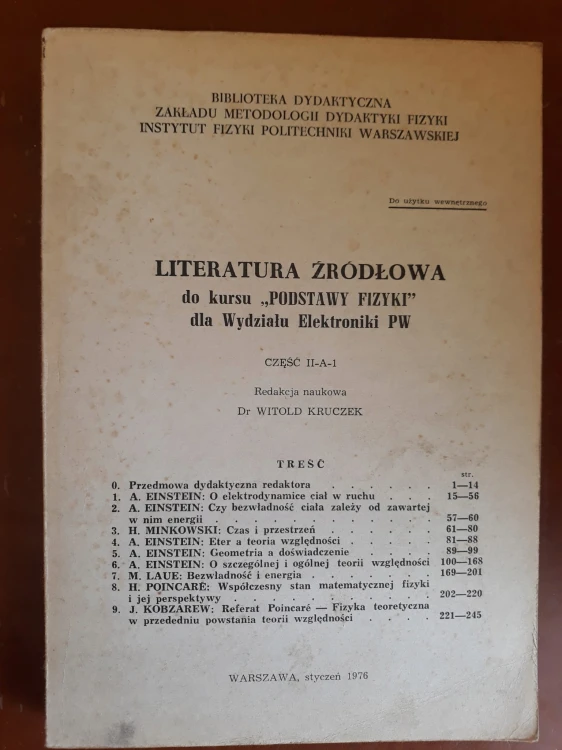 BIBLIOTEKA DYDAKTYCZNA
ZAKŁADU METODOLOGII DYDAKTYKI FIZYKI
INSTYTUT FIZYKI POLITECHNIKI WARSZAWSKIEJ
Do użytku wewnetrznego
LITERATURA ŹRÓDŁOWA
do kursu „PODSTAWY FIZYKI”
dla Wydziału Elektroniki PW
CZĘŚĆ II-A-1
Redakcja naukowa
Dr WITOLD KRUCZEK
TREŚĆ
str.
0. Przedmowa dydaktyczna redaktora . . . . . . 1—14
1. A. EINSTEIN: O elektrodynamice ciał w ruchu . . . 15—56
2. A. EINSTEIN: Czy bezwładność ciała zależy od zawartej
w nim energii . . . . . . . . . . . . 57—60
3. H. MINKOWSKI: Czas i przestrzeń . . . . . . 61—80
4. A. EINSTEIN: Eter a teoria względności . . . . . 81—88
5. A. EINSTEIN: Geometria a doświadczenie . . . . 89—99
6. A. EINSTEIN: O szczególnej i ogólnej teorii względności 100—168
7. M. LAUE: Bezwładność i energia . . . . . . . 169—201
8. H. POINCARÉ: Współczesny stan matematycznej fizyki
i jej perspektywy . . . . . . . . . . . 202—220
9. J. KOBZAREW: Referat Poincaré — Fizyka teoretyczna
w przededniu powstania teorii względności . . . . 221—245
WARSZAWA, styczeń 1976